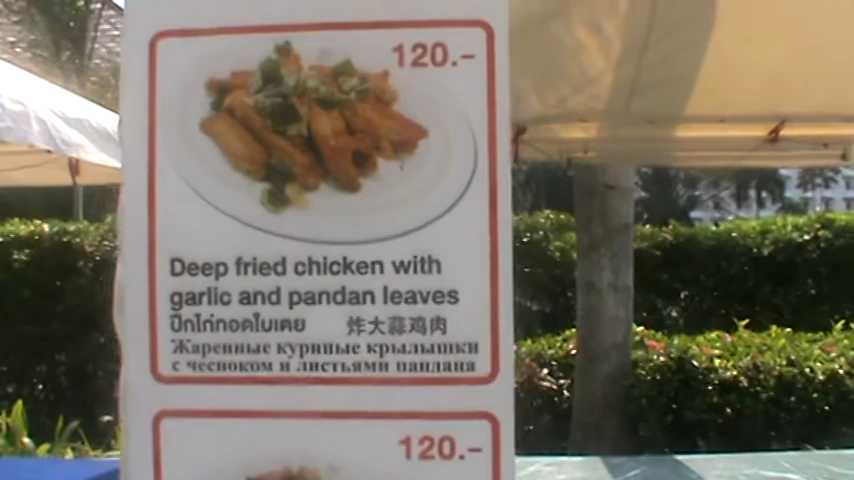 120.-
Deep fried chicken with
garlic and pandan leaves
ปีกไก่ทอดใบเตย 炸大蒜鸡肉
Жаренные куриные крылышки
с чесноком и листьями пандана
120.-